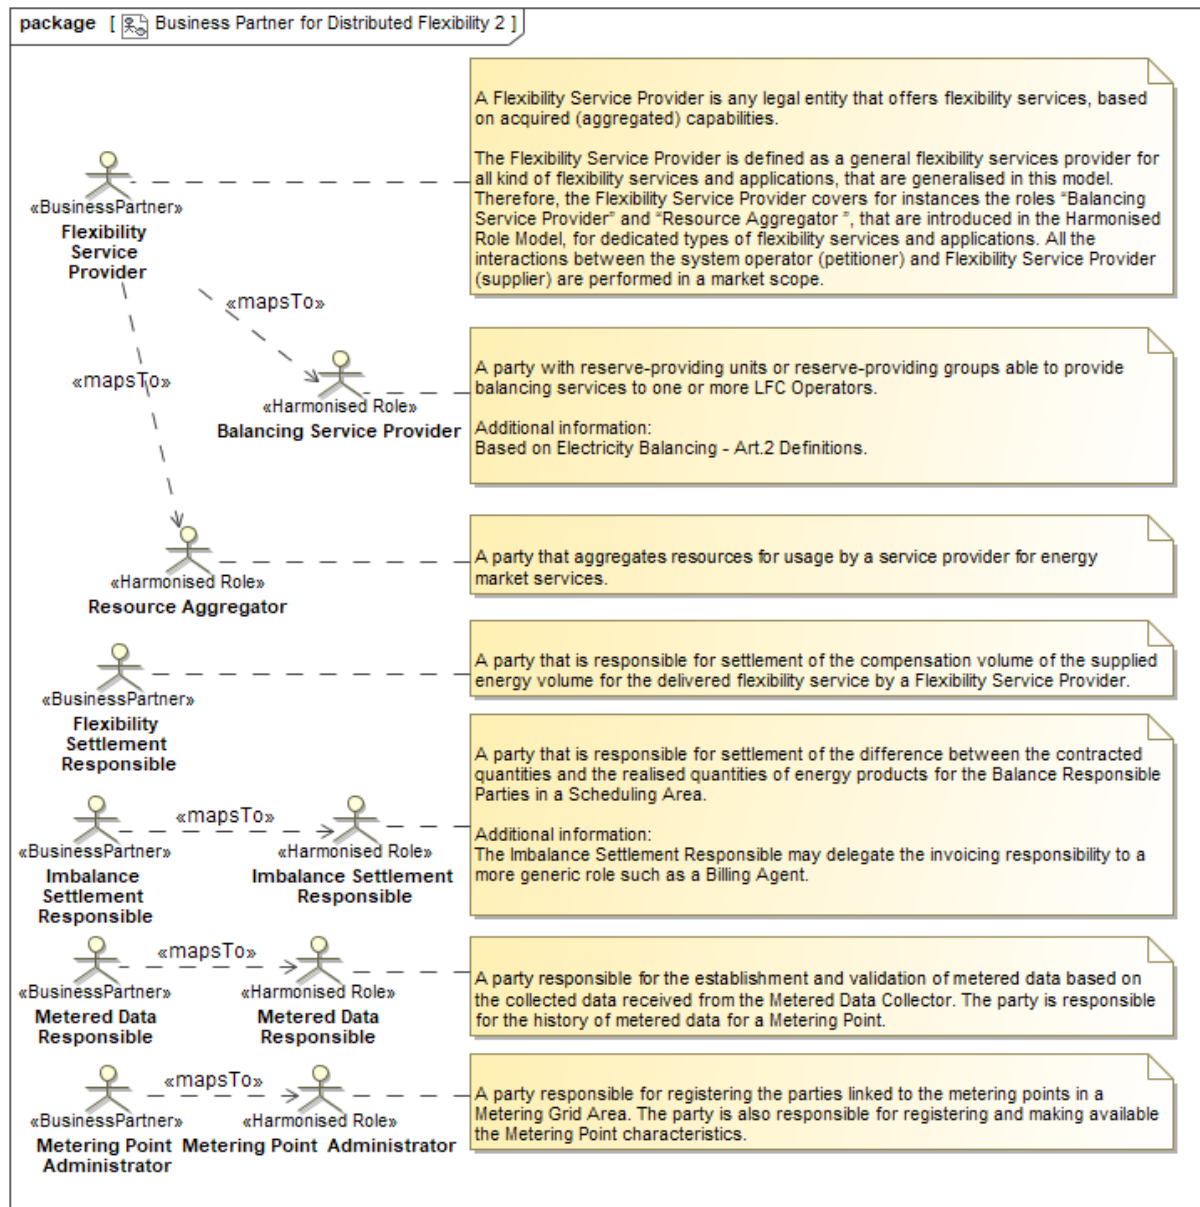 package [ Business Partner for Distributed Flexibility 2 ]
A Flexibility Service Provider is any legal entity that offers flexibility services, based
on acquired (aggregated) capabilities.
The Flexibility Service Provider is defined as a general flexibility services provider for
all kind of flexibility services and applications, that are generalised in this model.
Therefore, the Flexibility Service Provider covers for instances the roles “Balancing
Service Provider” and “Resource Aggregator ”, that are introduced in the Harmonised
Role Model, for dedicated types of flexibility services and applications. All the
interactions between the system operator (petitioner) and Flexibility Service Provider
(supplier) are performed in a market scope.
«BusinessPartner»
Flexibility
Service
Provider
«mapsTo»
«mapsTo»
«Harmonised Role»
Balancing Service Provider
A party with reserve-providing units or reserve-providing groups able to provide
balancing services to one or more LFC Operators.
Additional information:
Based on Electricity Balancing - Art.2 Definitions.
«Harmonised Role»
Resource Aggregator
A party that aggregates resources for usage by a service provider for energy
market services.
«BusinessPartner»
Flexibility
Settlement
Responsible
A party that is responsible for settlement of the compensation volume of the supplied
energy volume for the delivered flexibility service by a Flexibility Service Provider.
«BusinessPartner»
Imbalance
Settlement
Responsible
«mapsTo»
«Harmonised Role»
Imbalance Settlement
Responsible
A party that is responsible for settlement of the difference between the contracted
quantities and the realised quantities of energy products for the Balance Responsible
Parties in a Scheduling Area.
Additional information:
The Imbalance Settlement Responsible may delegate the invoicing responsibility to a
more generic role such as a Billing Agent.
«BusinessPartner»
Metered Data
Responsible
«mapsTo»
«Harmonised Role»
Metered Data
Responsible
A party responsible for the establishment and validation of metered data based on
the collected data received from the Metered Data Collector. The party is responsible
for the history of metered data for a Metering Point.
«BusinessPartner»
Metering Point
Administrator
«mapsTo»
«Harmonised Role»
Metering Point Administrator
A party responsible for registering the parties linked to the metering points in a
Metering Grid Area. The party is also responsible for registering and making available
the Metering Point characteristics.